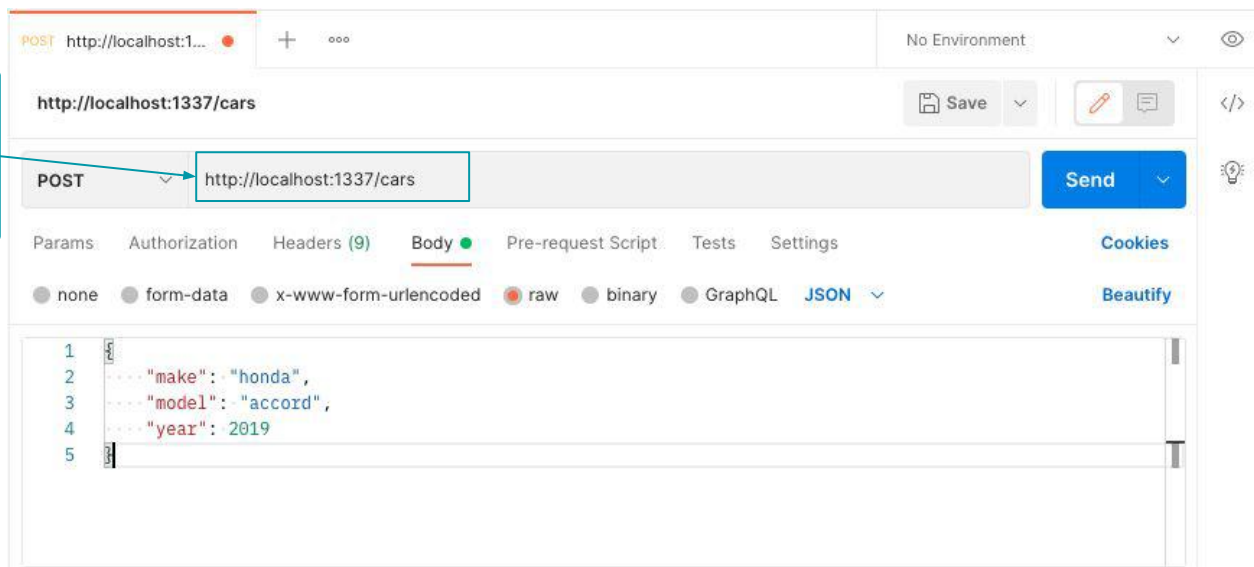 POST http://localhost:1... No Environment
http://localhost:1337/cars Save </>
POST http://localhost:1337/cars Send
Params Authorization Headers (9) Body Pre-request Script Tests Settings Cookies
none form-data x-www-form-urlencoded raw binary GraphQL JSON Beautify
1 {
2 "make": "honda",
3 "model": "accord",
4 "year": 2019
5 }